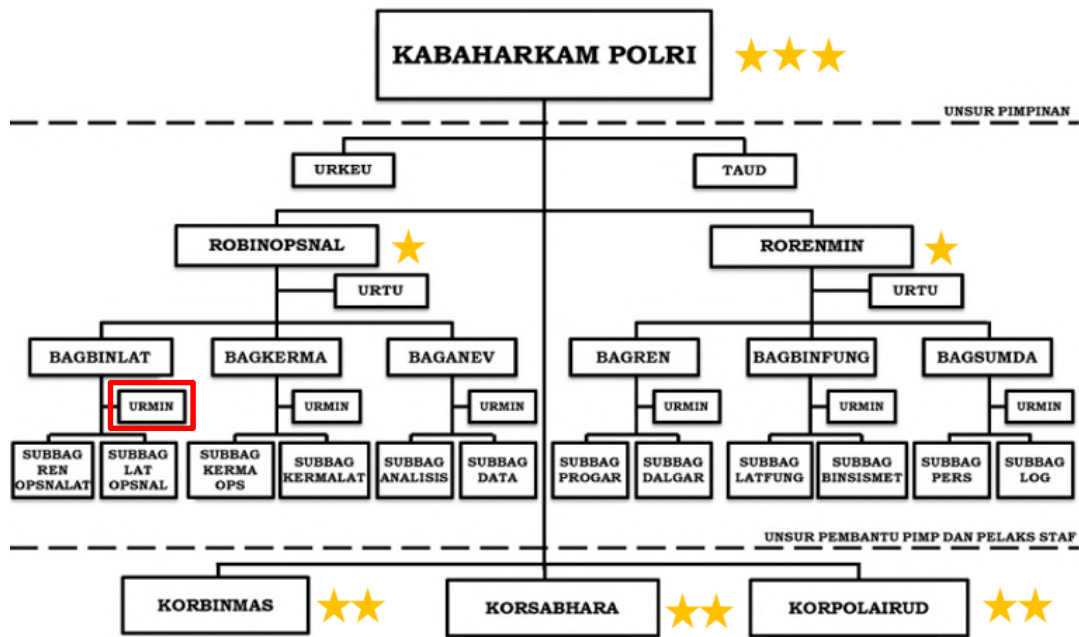 KABAHARKAM POLRI
UNSUR PIMPINAN
URKEU
TAUD
ROBINOPSNAL
RORENMIN
URTU
URTU
BAGBINLAT
BAGKERMA
BAGANEV
BAGREN
BAGBINFUNG
BAGSUMDA
URMIN
URMIN
URMIN
URMIN
URMIN
URMIN
SUBBAG
REN
OPSNALAT
SUBBAG
LAT
OPSNAL
SUBBAG
KERMA
OPS
SUBBAG
KERMALAT
SUBBAG
ANALISIS
SUBBAG
DATA
SUBBAG
PROGAR
SUBBAG
DALGAR
SUBBAG
LATFUNG
SUBBAG
BINSISMET
SUBBAG
PERS
SUBBAG
LOG
UNSUR PEMBANTU PIMP DAN PELAKS STAF
KORBINMAS
KORSABHARA
KORPOLAIRUD